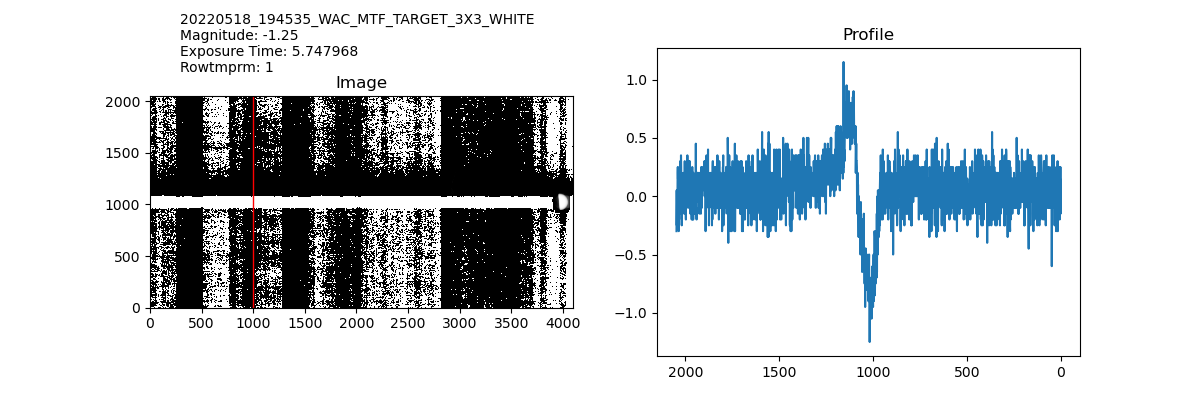 20220518_194535_WAC_MTF_TARGET_3X3_WHITE
Magnitude: -1.25
Exposure Time: 5.747968
Rowtmprm: 1
Image
2000
1500
1000
500
0
0 500 1000 1500 2000 2500 3000 3500 4000
Profile
1.0
0.5
0.0
−0.5
−1.0
2000 1500 1000 500 0